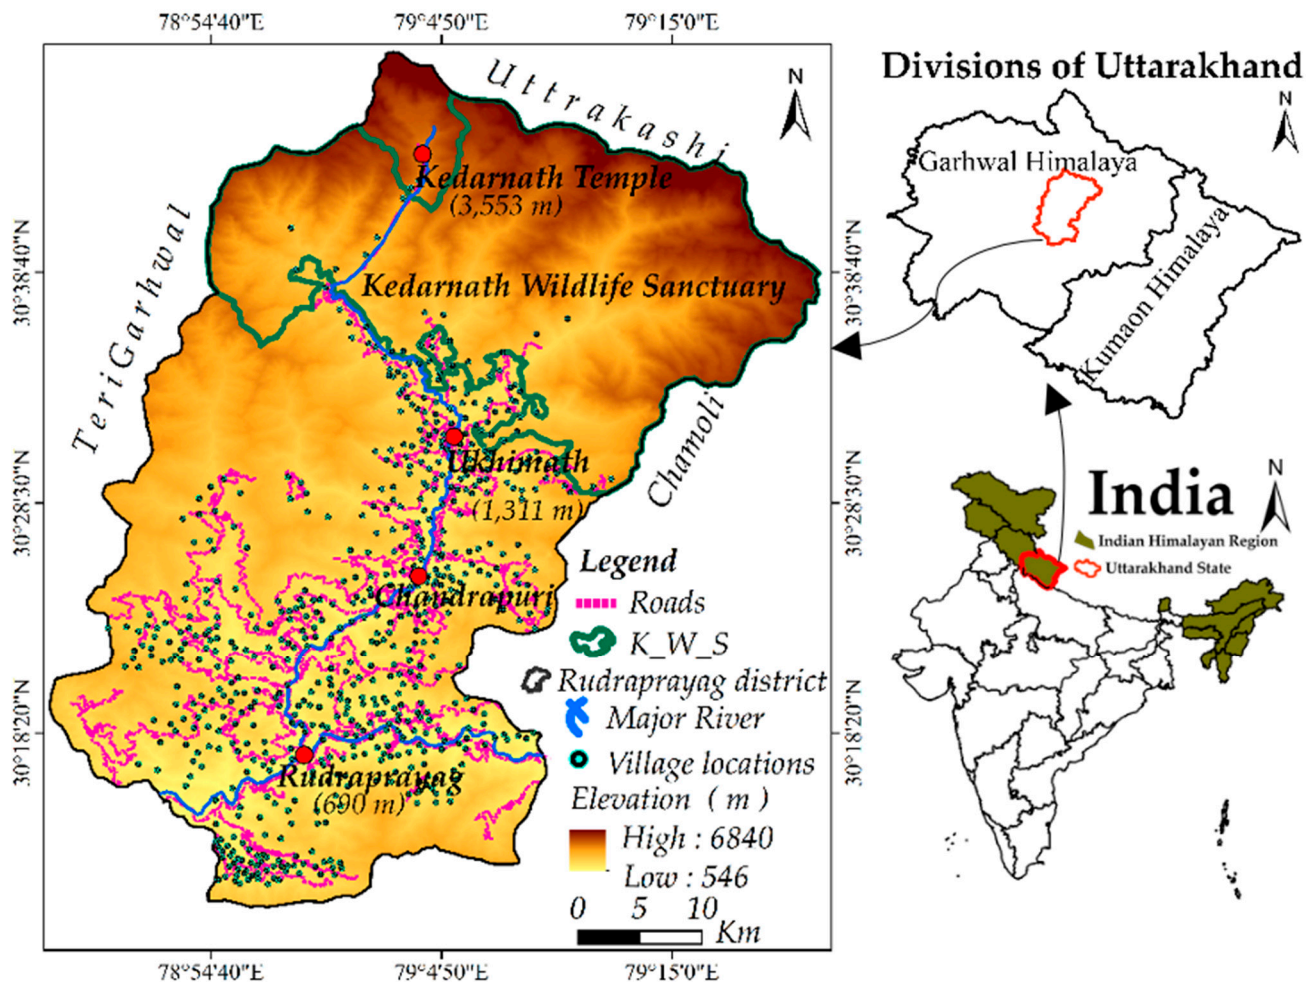 78°54'40"E
79°4'50"E
79°15'0"E
N
Uttrakashi
TeriGarhwal
Chamoli
Kedarnath Temple
(3,553 m)
Kedarnath Wildlife Sanctuary
Ukhimath
(1,311 m)
Chandrapuri
Rudraprayag
(690 m)
30°38'40"N
30°28'30"N
30°18'20"N
30°38'40"N
30°28'30"N
30°18'20"N
Legend
Roads
K_W_S
Rudraprayag district
Major River
Village locations
Elevation ( m )
High : 6840
Low : 546
0 5 10
Km
78°54'40"E
79°4'50"E
79°15'0"E
Divisions of Uttarakhand
N
Garhwal Himalaya
Kumaon Himalaya
India
N
Indian Himalayan Region
Uttarakhand State